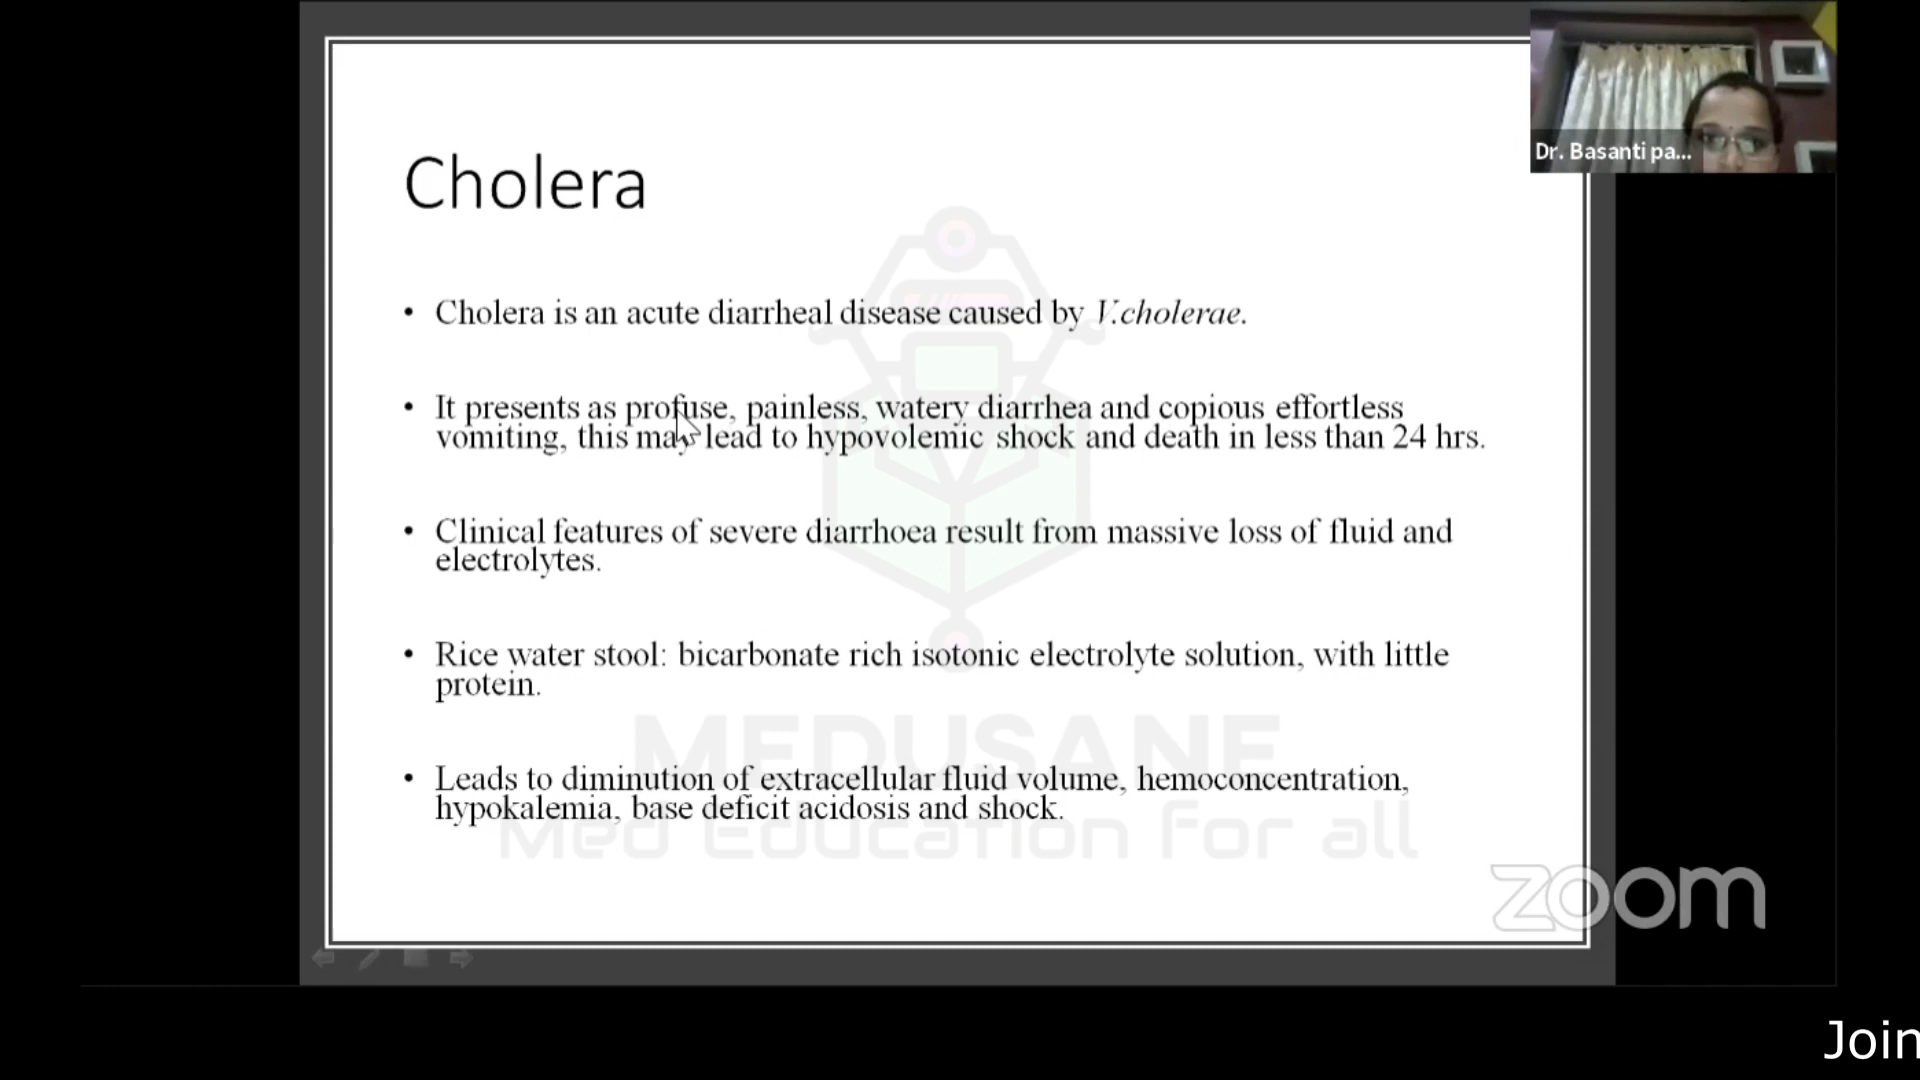 Dr. Basanti pa...
Cholera
• Cholera is an acute diarrheal disease caused by V.cholerae.
• It presents as profuse, painless, watery diarrhea and copious effortless
vomiting, this may lead to hypovolemic shock and death in less than 24 hrs.
• Clinical features of severe diarrhoea result from massive loss of fluid and
electrolytes.
• Rice water stool: bicarbonate rich isotonic electrolyte solution, with little
protein.
MEDUSANE
• Leads to diminution of extracellular fluid volume, hemoconcentration,
hypokalemia, base deficit acidosis and shock.
Med Education for all
zoom
Join